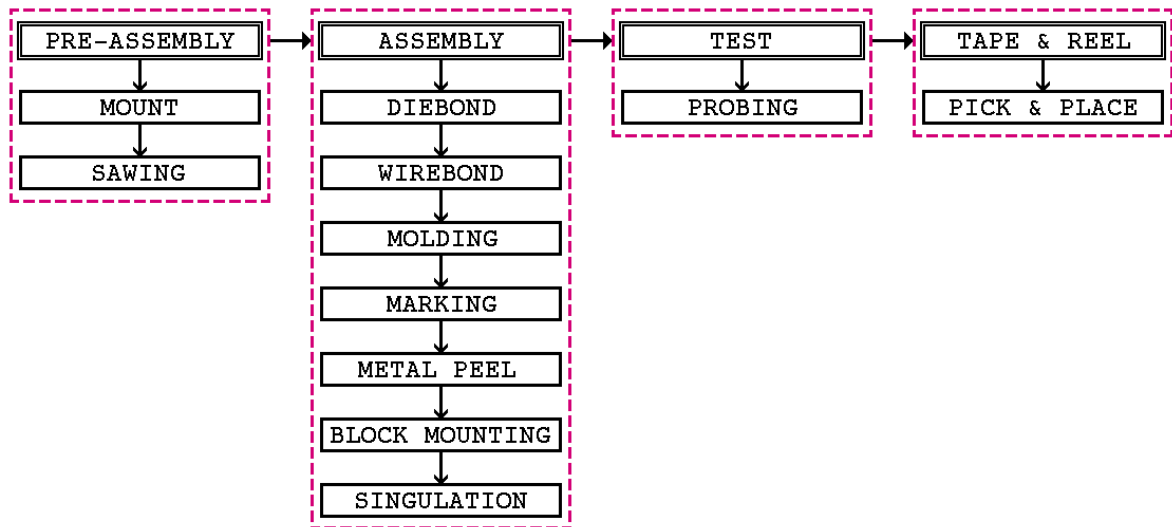 PRE-ASSEMBLY
MOUNT
SAWING
ASSEMBLY
DIEBOND
WIREBOND
MOLDING
MARKING
METAL PEEL
BLOCK MOUNTING
SINGULATION
TEST
PROBING
TAPE & REEL
PICK & PLACE